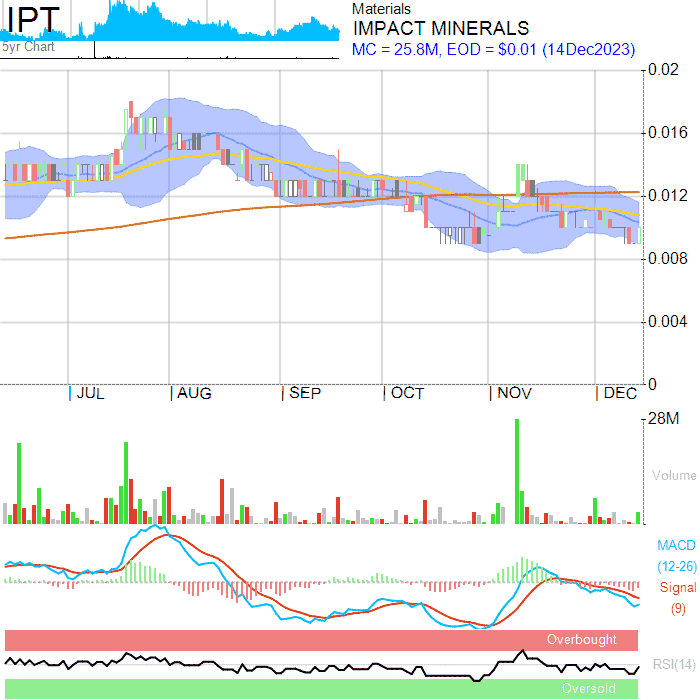 IPT
Materials
IMPACT MINERALS
MC = 25.8M, EOD = $0.01 (14Dec2023)
5yr Chart
0.02
0.016
0.012
0.008
0.004
0
JUL AUG SEP OCT NOV DEC
28M
Volume
MACD
(12-26)
Signal
(9)
Overbought
RSI(14)
Oversold